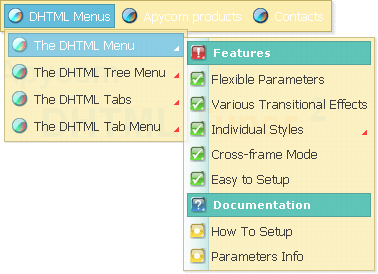 DHTML Menus Apycom products Contacts
The DHTML Menu
The DHTML Tree Menu
The DHTML Tabs
The DHTML Tab Menu
Features
Flexible Parameters
Various Transitional Effects
Individual Styles
Cross-frame Mode
Easy to Setup
Documentation
How To Setup
Parameters Info